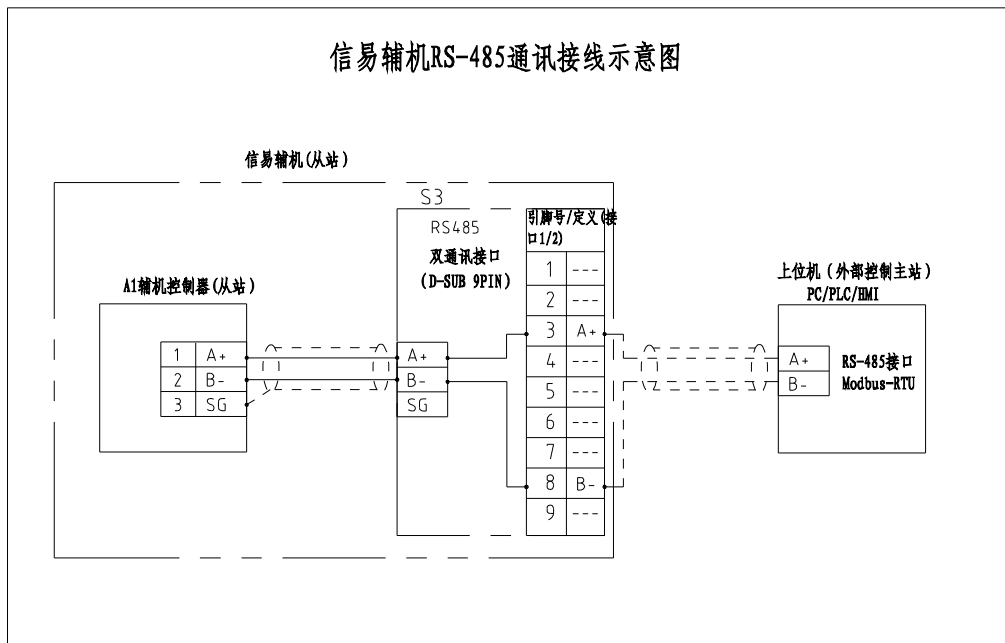 信易辅机RS-485通讯接线示意图
信易辅机(从站)
S3
RS485
双通讯接口
(D-SUB 9PIN)
引脚号/定义(接
口1/2)
1 ---
2 ---
3 A+
4 ---
5 ---
6 ---
7 ---
8 B-
9 ---
A1辅机控制器(从站)
1 A+
2 B-
3 SG
A+
B-
SG
上位机(外部控制主站)
PC/PLC/HMI
A+
B-
RS-485接口
Modbus-RTU